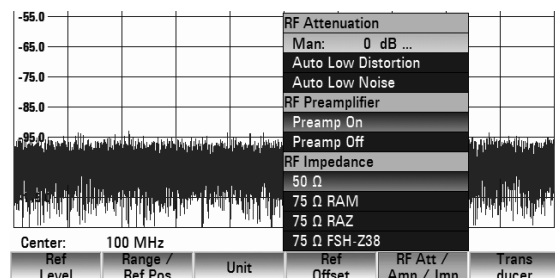 -55.0
-65.0
-75.0
-85.0
-95.0
RF Attenuation
Man: 0 dB ...
Auto Low Distortion
Auto Low Noise
RF Preamplifier
Preamp On
Preamp Off
RF Impedance
50 Ω
75 Ω RAM
75 Ω RAZ
75 Ω FSH-Z38
Center: 100 MHz
Ref Level
Range / Ref Pos
Unit
Ref Offset
RF Att / Amp / Imp
Trans ducer